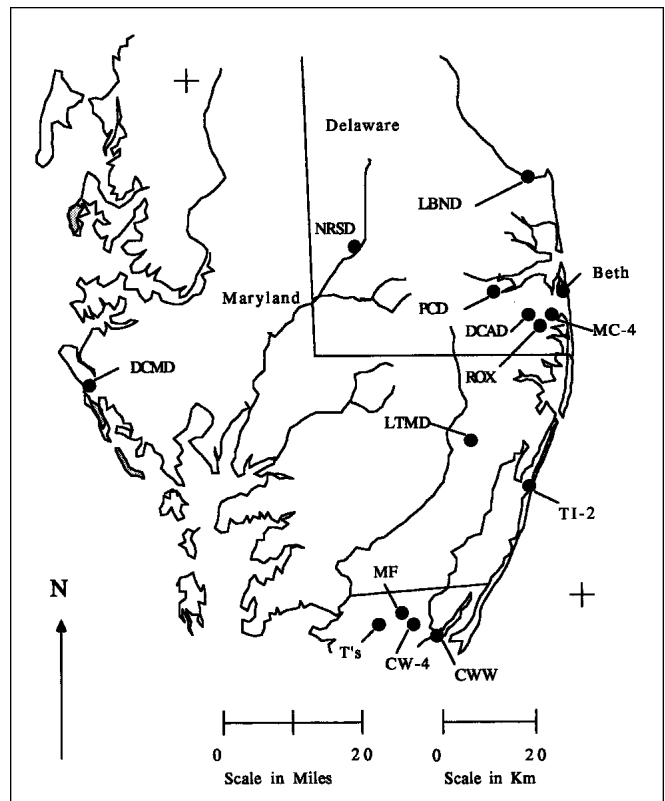 Delaware
LBND
NRSD
Beth
Maryland
PCD
DCAD
MC-4
DCMD
ROX
LTMD
TI-2
MF
N
T's
CW-4
CWW
0 20
0 20
Scale in Miles
Scale in Km